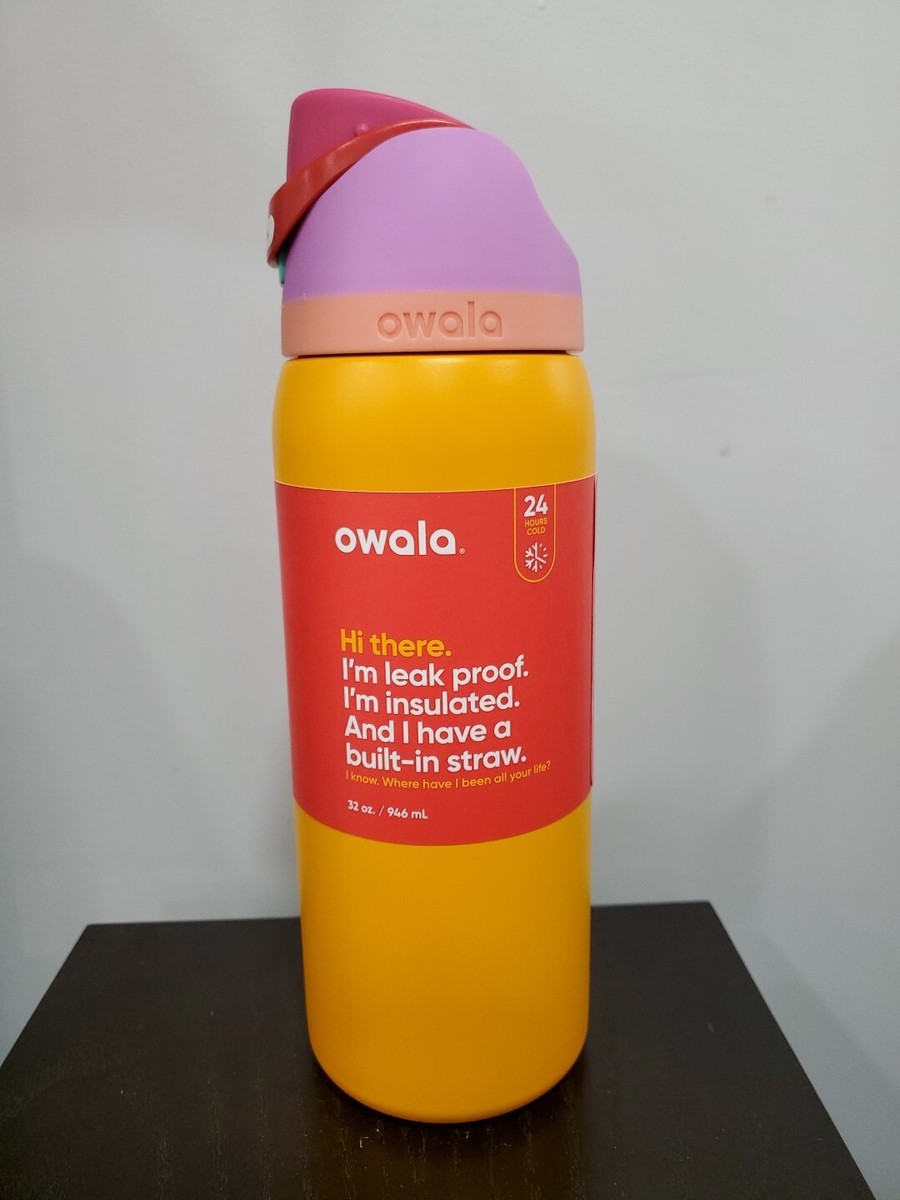 owala
owala®
24
HOURS
COLD
Hi there.
I'm leak proof.
I'm insulated.
And I have a
built-in straw.
I know. Where have I been all your life?
32 oz. / 946 mL